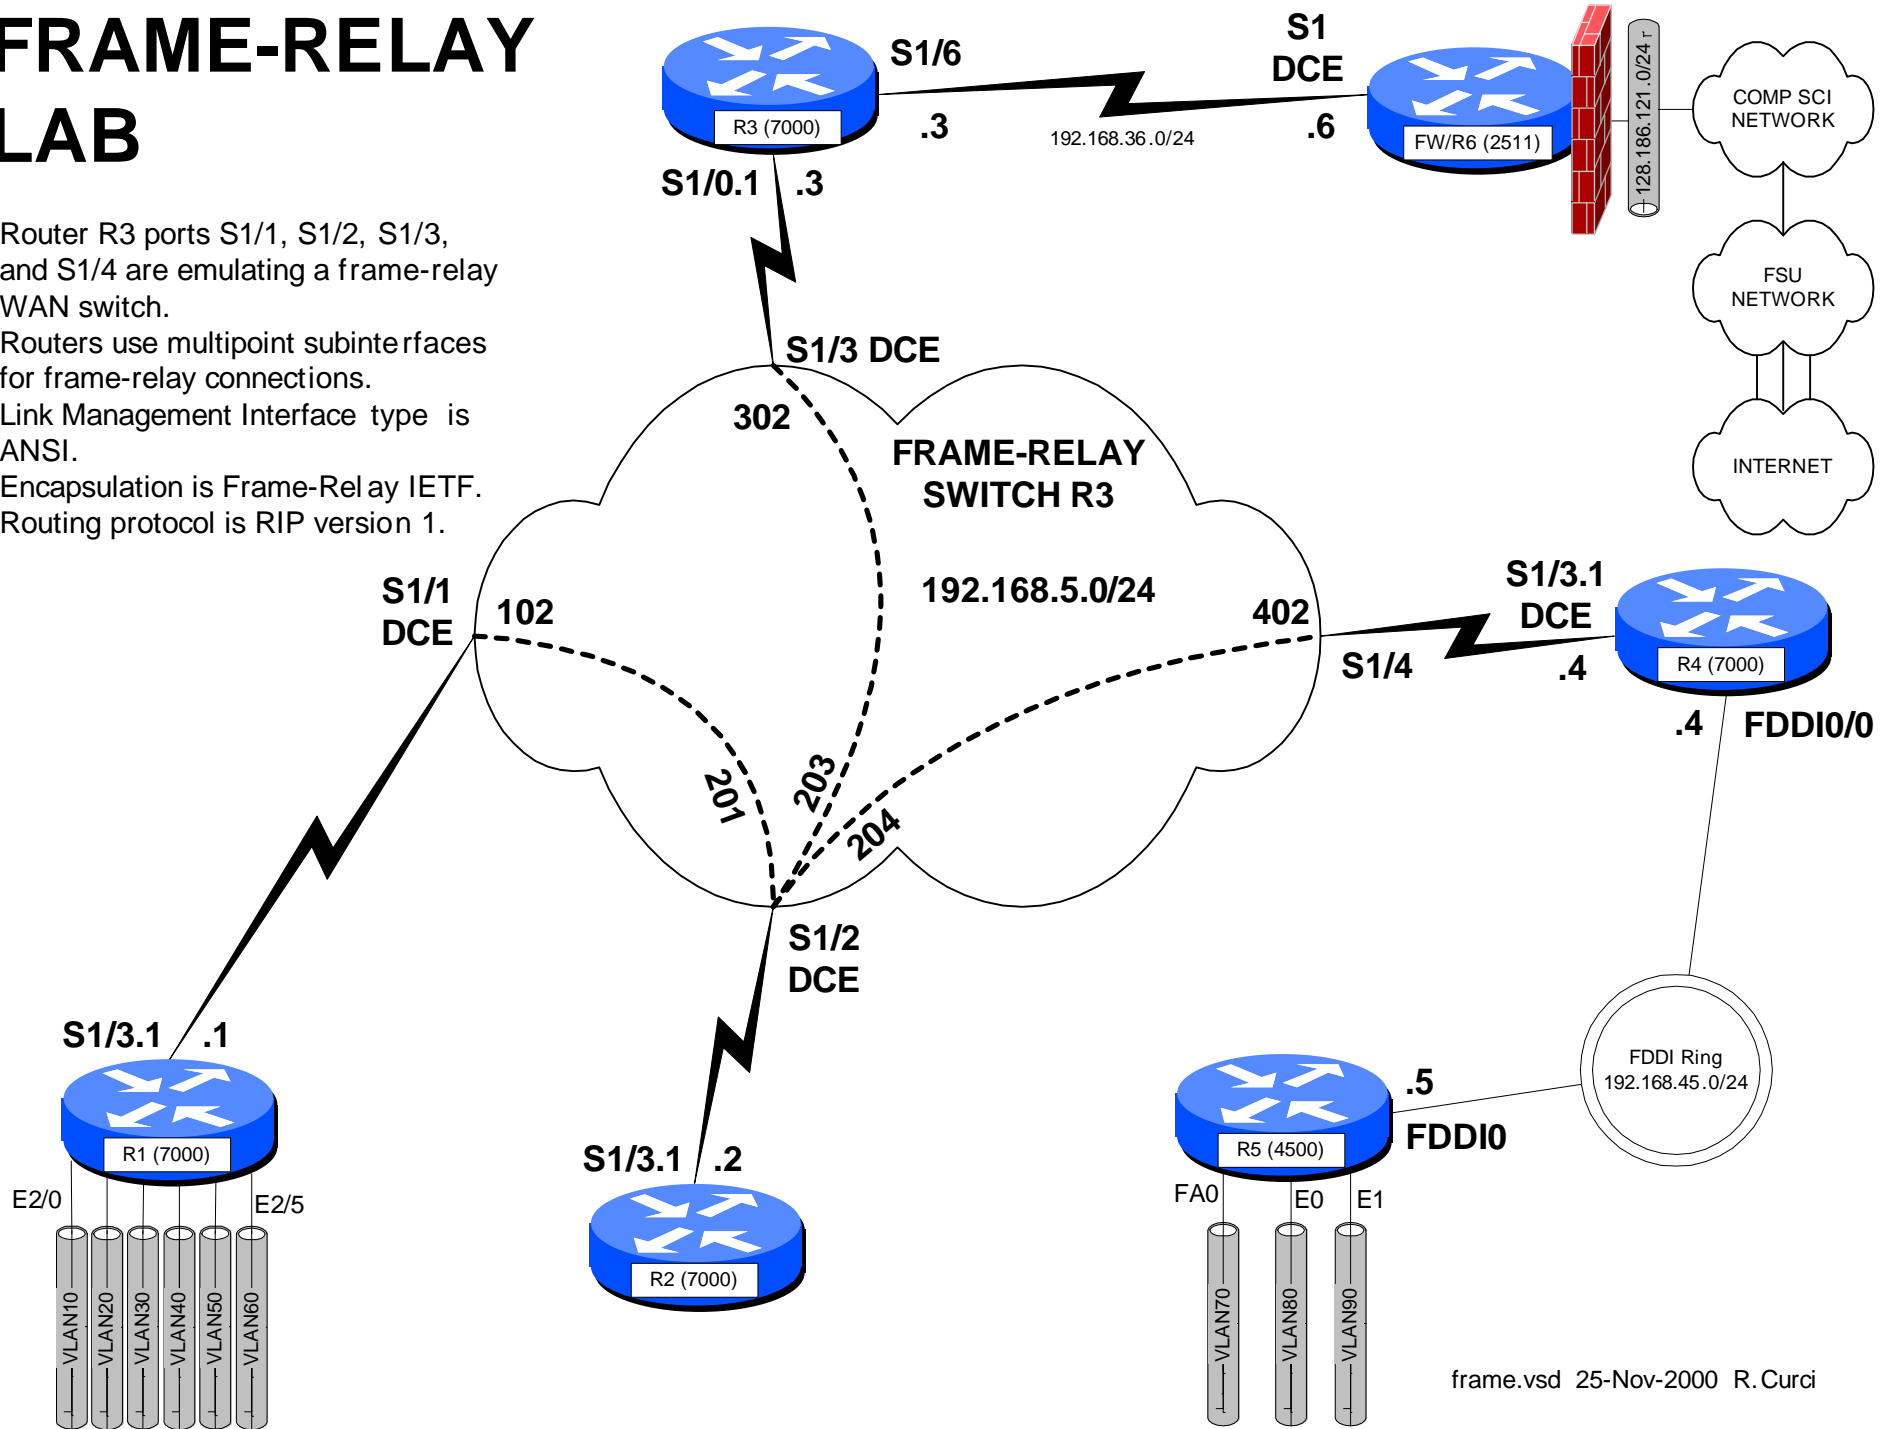 FRAME-RELAY
LAB
Router R3 ports S1/1, S1/2, S1/3,
and S1/4 are emulating a frame-relay
WAN switch.
Routers use multipoint subinterfaces
for frame-relay connections.
Link Management Interface type is
ANSI.
Encapsulation is Frame-Relay IETF.
Routing protocol is RIP version 1.
R3 (7000)
S1/6
.3
192.168.36.0/24
S1
DCE
.6
FW/R6 (2511)
128.186.121.0/24
COMP SCI
NETWORK
FSU
NETWORK
INTERNET
S1/0.1
.3
S1/3 DCE
302
FRAME-RELAY
SWITCH R3
192.168.5.0/24
S1/1
DCE
102
402
S1/4
S1/3.1
DCE
.4
R4 (7000)
.4
FDDI0/0
201
203
204
S1/2
DCE
S1/3.1
.1
R1 (7000)
E2/0
E2/5
VLAN10
VLAN20
VLAN30
VLAN40
VLAN50
VLAN60
S1/3.1
.2
R2 (7000)
FDDI Ring
192.168.45.0/24
.5
FDDI0
R5 (4500)
FA0
E0
E1
VLAN70
VLAN80
VLAN90
frame.vsd 25-Nov-2000 R.Curci